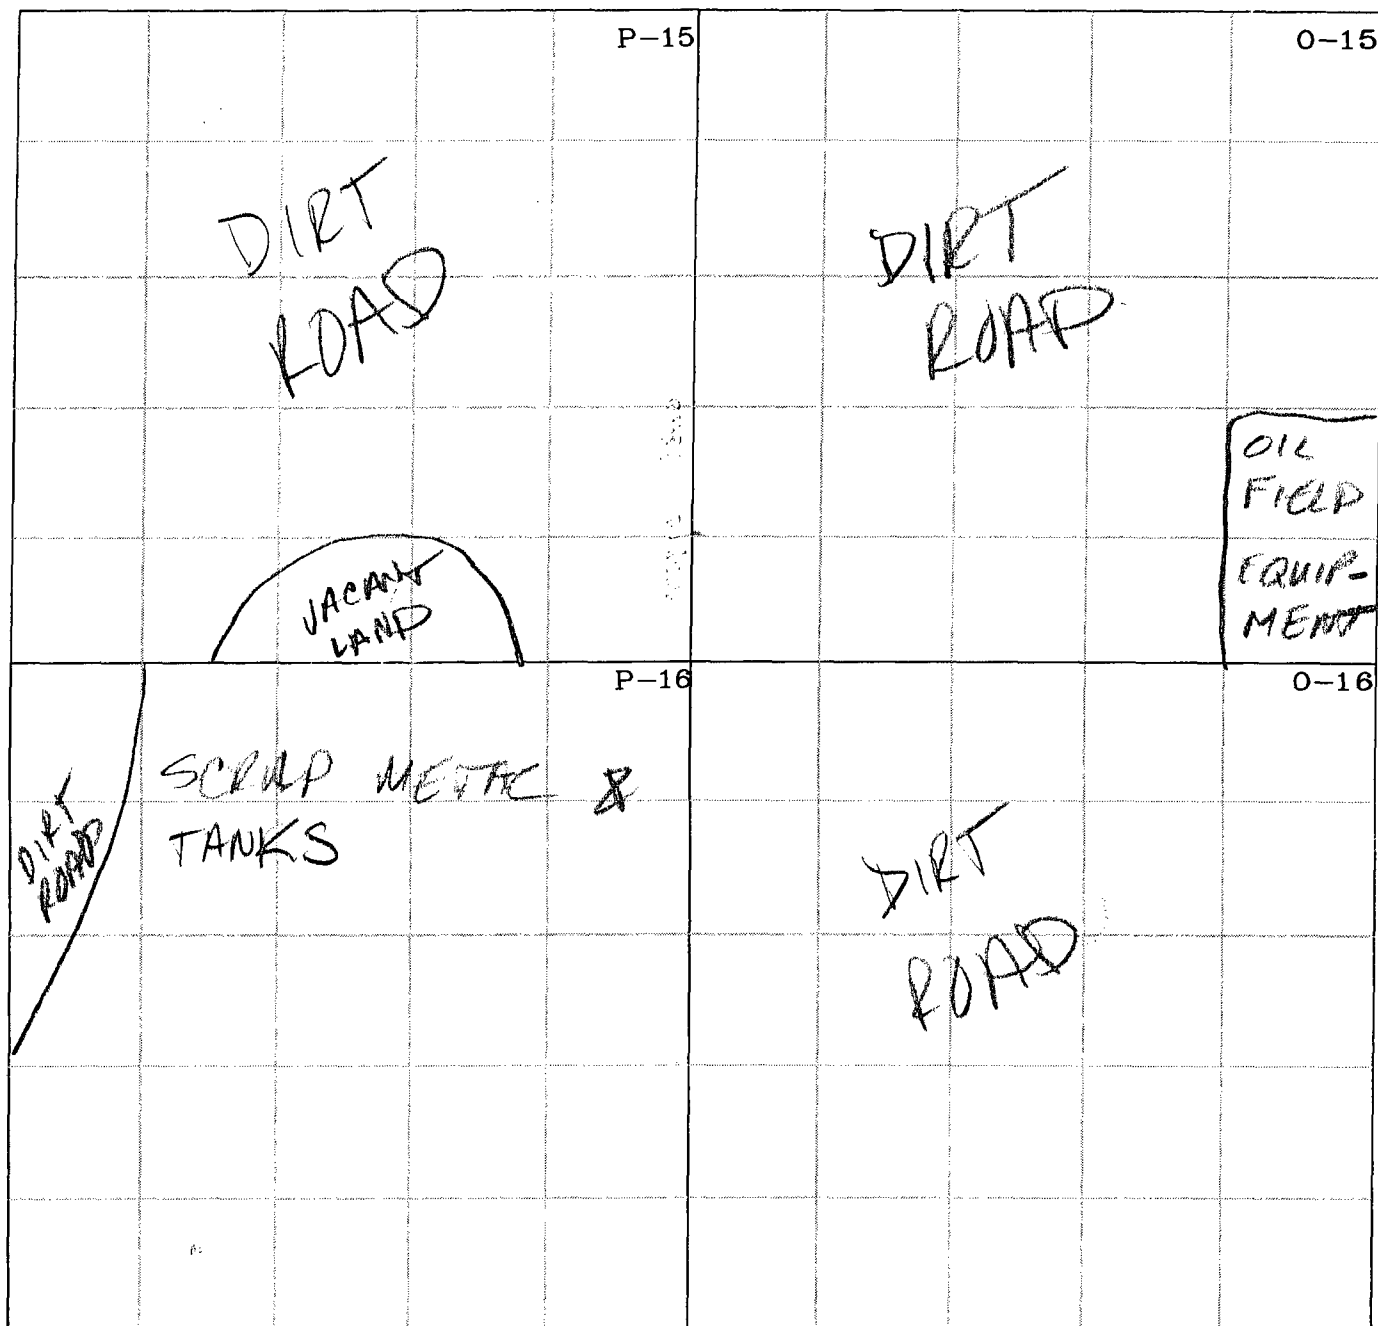 P-15
O-15
DIRT
ROAD
DIRT
ROAD
OIL
FIELD
EQUIP-
MENT
VACANT
LAND
P-16
O-16
DIRT
ROAD
SCRAP METAL &
TANKS
DIRT
ROAD